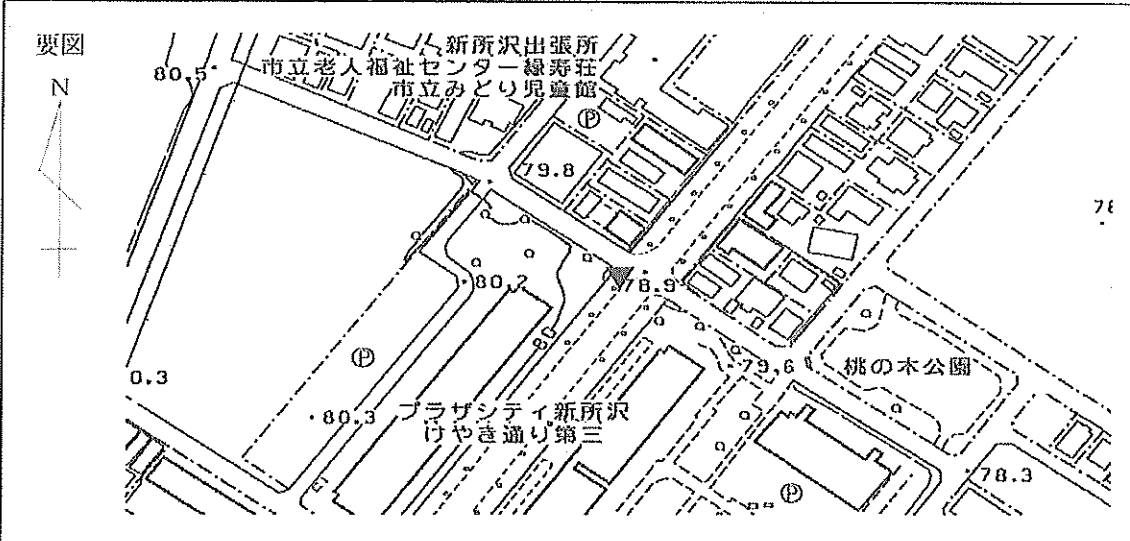 要図
N
新所沢出張所
市立老人福祉センター緑寿荘
市立みどり児童館
80.5
Ⓟ
79.8
78
80.2
78.9
79.6
桃の木公園
0.3
Ⓟ
80.3
プラザシティ新所沢
けやき通り第三
78.3
Ⓟ